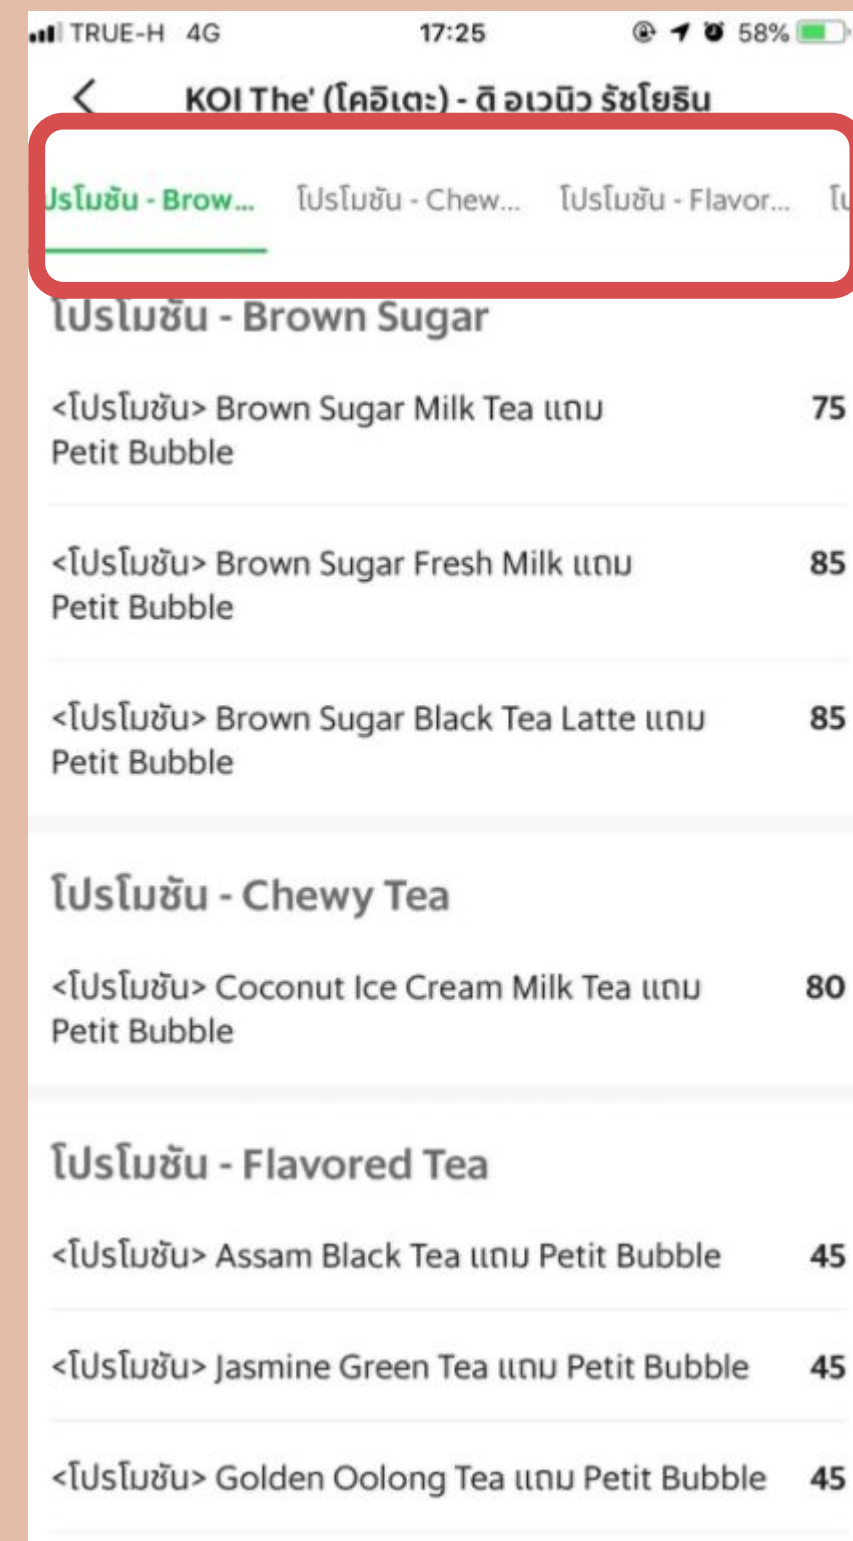 TRUE-H 4G 17:25 58%
KOI The' (โคอิเตะ) - ดิ อเวนิว รัชโยธิน
ปรโมชัน - Brow... โปรโมชัน - Chew... โปรโมชัน - Flavor...
โปรโมชัน - Brown Sugar
<โปรโมชัน> Brown Sugar Milk Tea แถม 75
Petit Bubble
<โปรโมชัน> Brown Sugar Fresh Milk แถม 85
Petit Bubble
<โปรโมชัน> Brown Sugar Black Tea Latte แถม 85
Petit Bubble
โปรโมชัน - Chewy Tea
<โปรโมชัน> Coconut Ice Cream Milk Tea แถม 80
Petit Bubble
โปรโมชัน - Flavored Tea
<โปรโมชัน> Assam Black Tea แถม Petit Bubble 45
<โปรโมชัน> Jasmine Green Tea แถม Petit Bubble 45
<โปรโมชัน> Golden Oolong Tea แถม Petit Bubble 45